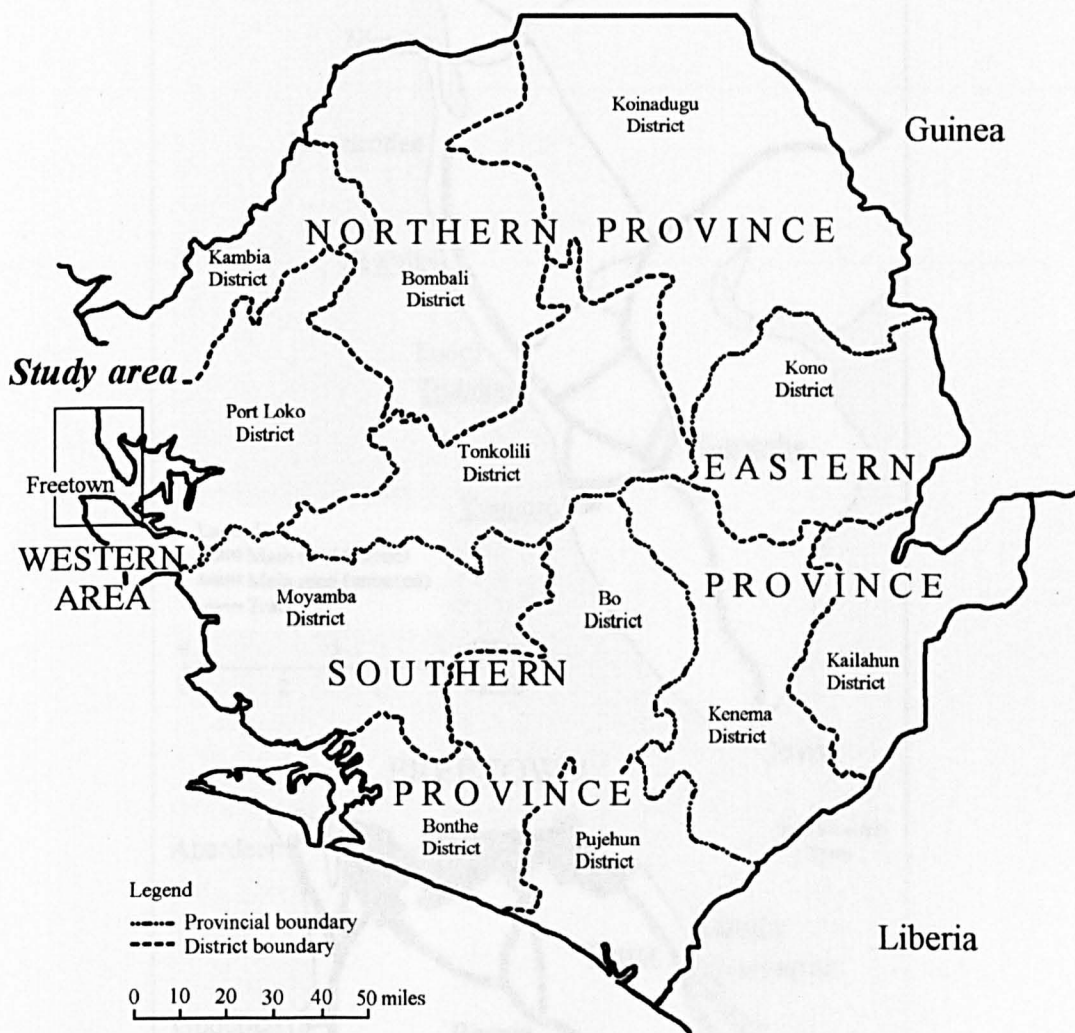 Koinadugu
District
Guinea
NORTHERN PROVINCE
Kambia
District
Bombali
District
Study area
Kono
District
Port Loko
District
Tonkolili
District
EASTERN
Freetown
WESTERN
AREA
PROVINCE
Moyamba
District
Bo
District
SOUTHERN
Kailahun
District
Kenema
District
PROVINCE
Bonthe
District
Pujehun
District
Legend
Provincial boundary
District boundary
Liberia
0 10 20 30 40 50 miles